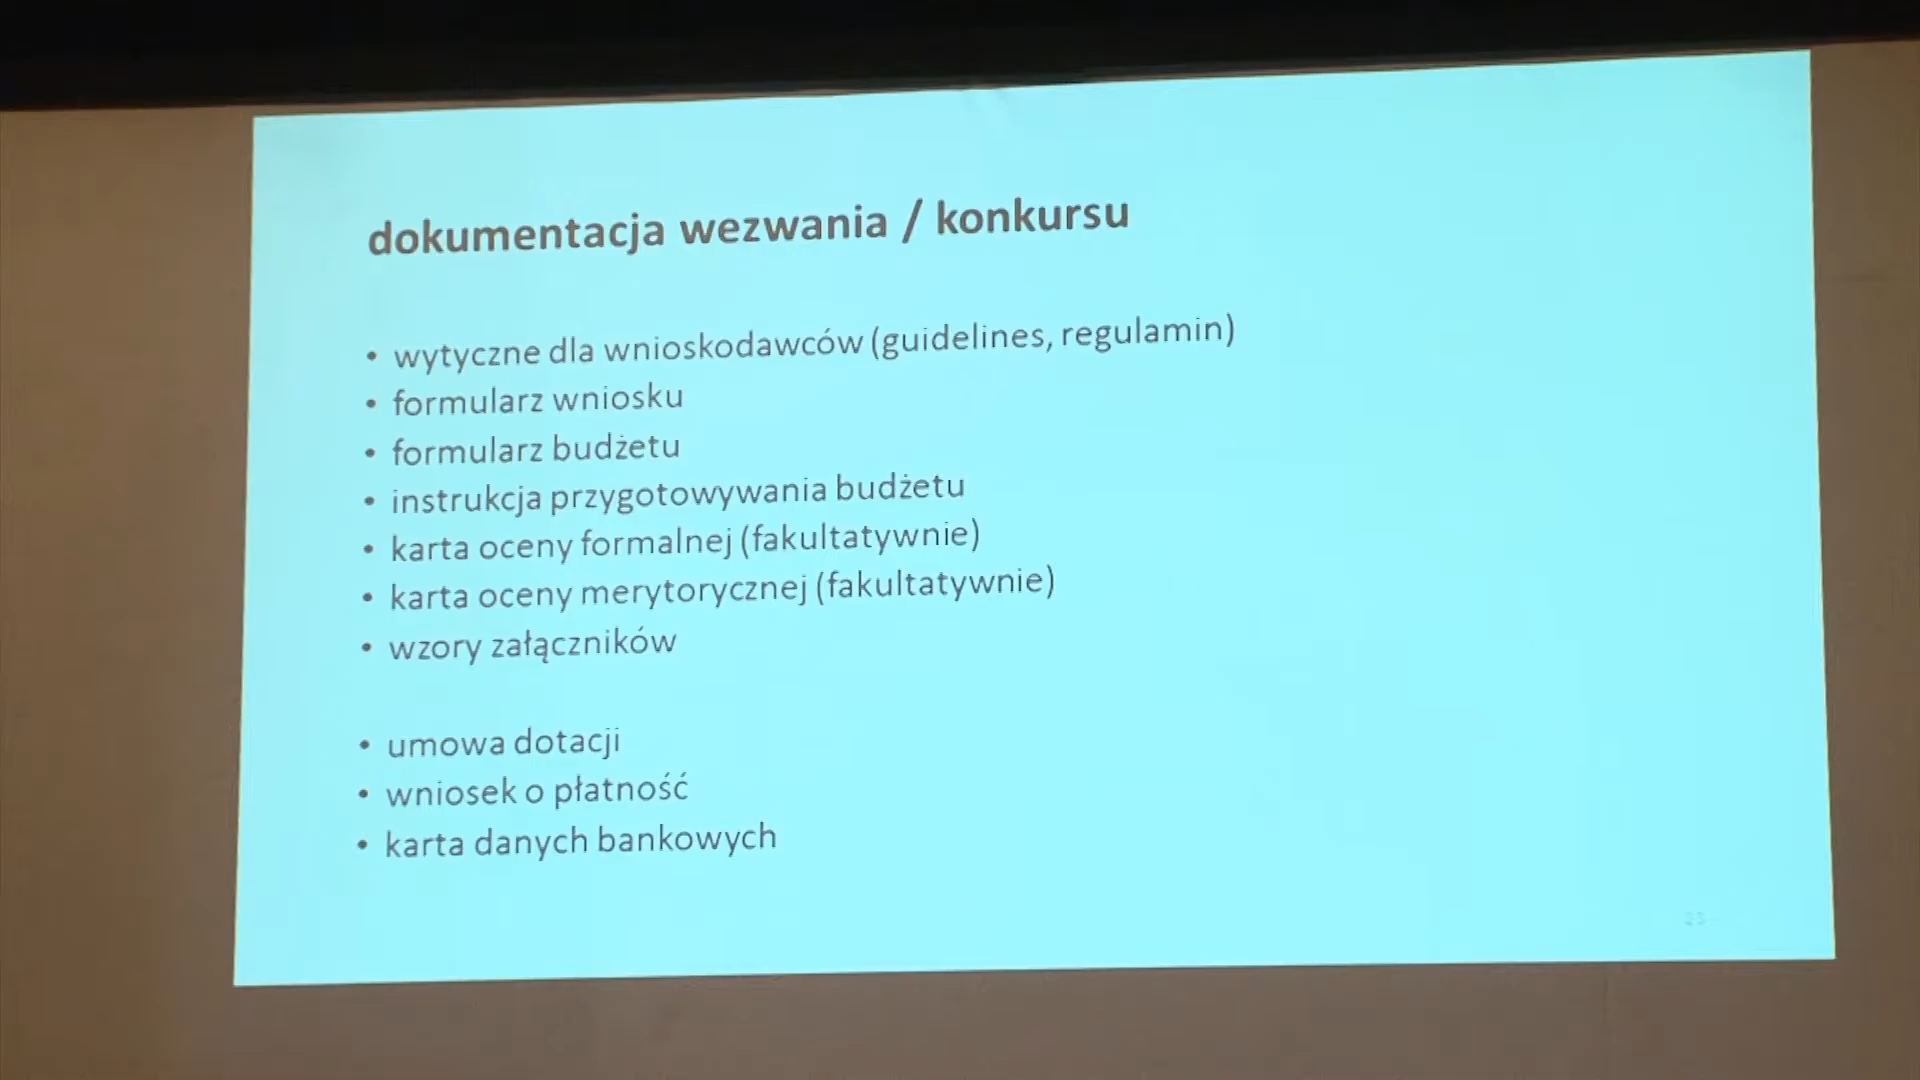 dokumentacja wezwania / konkursu
• wytyczne dla wnioskodawców (guidelines, regulamin)
• formularz wniosku
• formularz budżetu
• instrukcja przygotowywania budżetu
• karta oceny formalnej (fakultatywnie)
• karta oceny merytorycznej (fakultatywnie)
• wzory załączników
• umowa dotacji
• wniosek o płatność
• karta danych bankowych